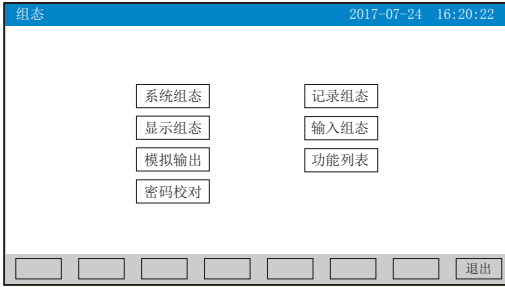 组态 2017-07-24 16:20:22
系统组态 记录组态
显示组态 输入组态
模拟输出 功能列表
密码校对
退出